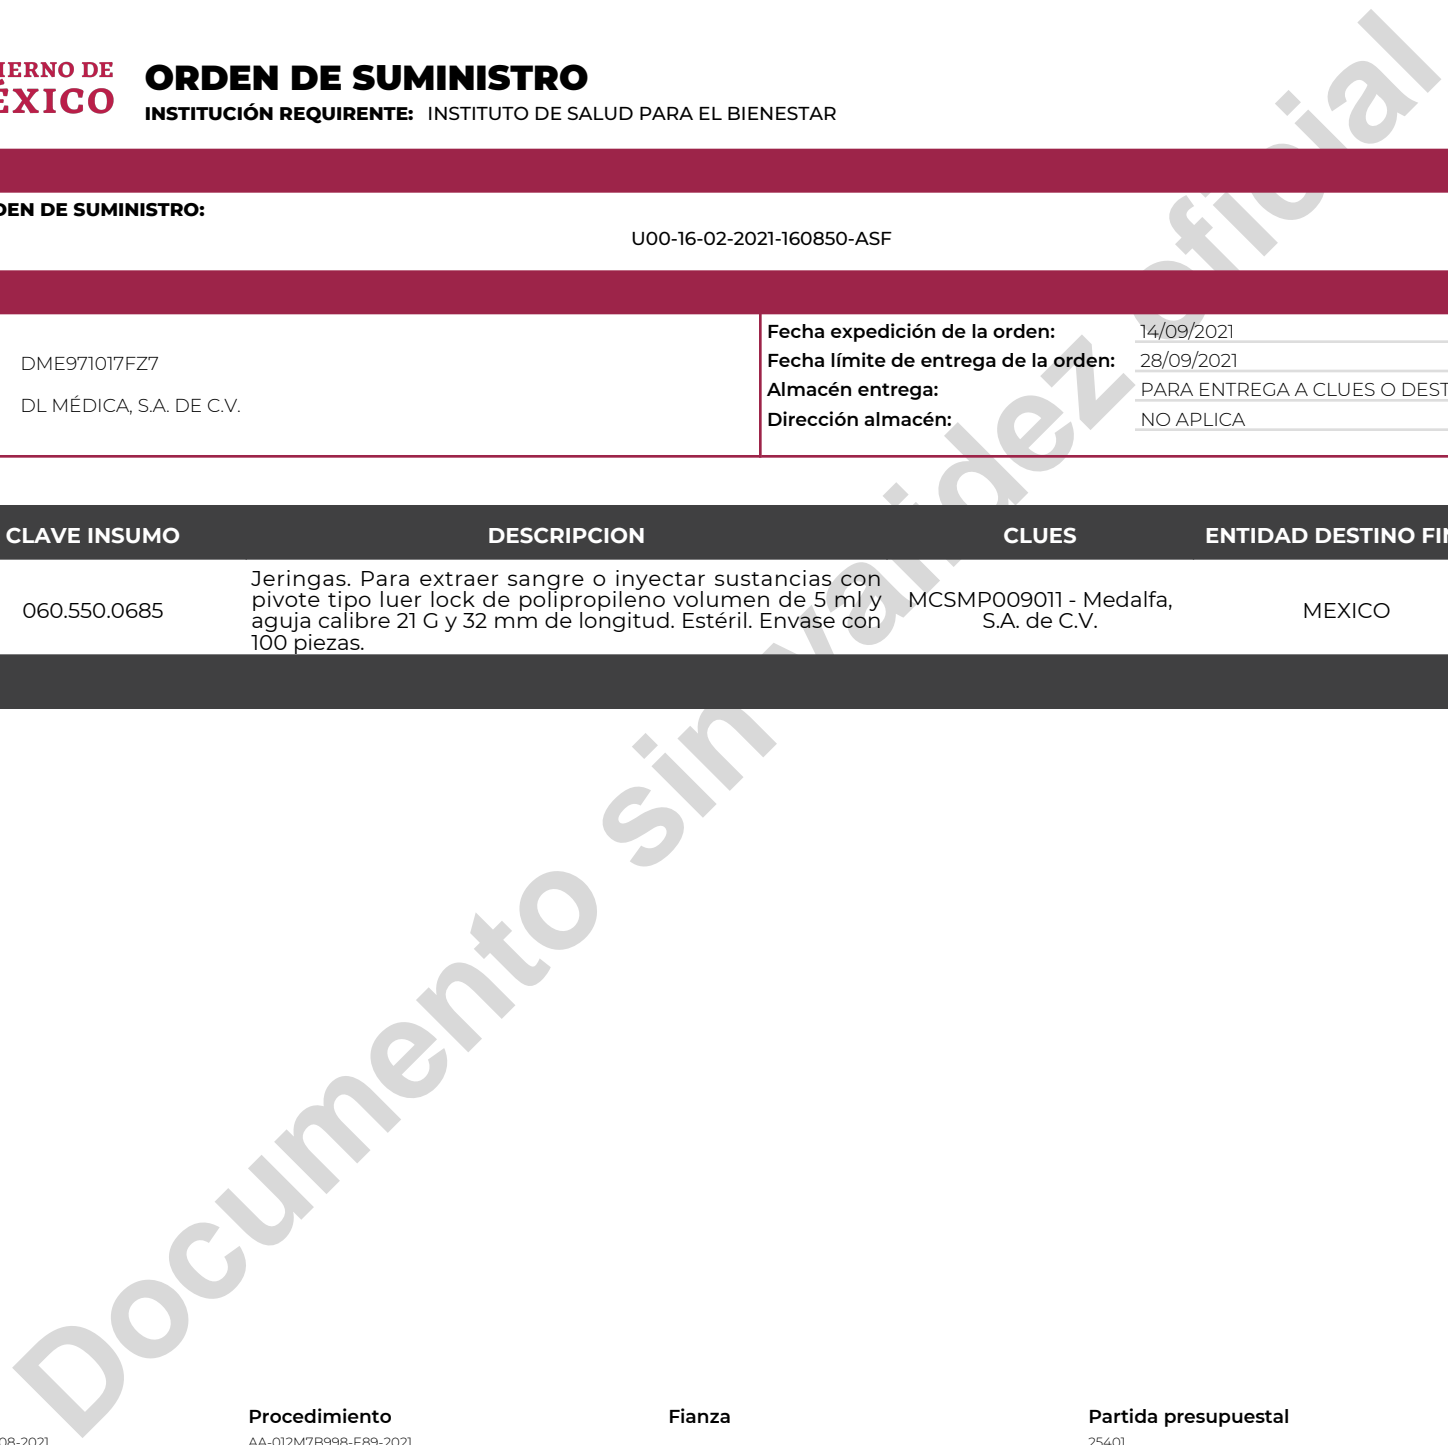 IERNO DE
ÉXICO
ORDEN DE SUMINISTRO
INSTITUCIÓN REQUIRENTE: INSTITUTO DE SALUD PARA EL BIENESTAR
DEN DE SUMINISTRO:
U00-16-02-2021-160850-ASF
DME971017FZ7
DL MÉDICA, S.A. DE C.V.
Fecha expedición de la orden: 14/09/2021
Fecha límite de entrega de la orden: 28/09/2021
Almacén entrega: PARA ENTREGA A CLUES O DEST
Dirección almacén: NO APLICA
CLAVE INSUMO DESCRIPCION CLUES ENTIDAD DESTINO FIN
060.550.0685
Jeringas. Para extraer sangre o inyectar sustancias con
pivote tipo luer lock de polipropileno volumen de 5 ml y
aguja calibre 21 G y 32 mm de longitud. Estéril. Envase con
100 piezas.
MCSMP009011 - Medalfa,
S.A. de C.V.
MEXICO
Documento sin validez oficial
Procedimiento Fianza Partida presupuestal
08-2021 AA-012M7B998-E89-2021 25401